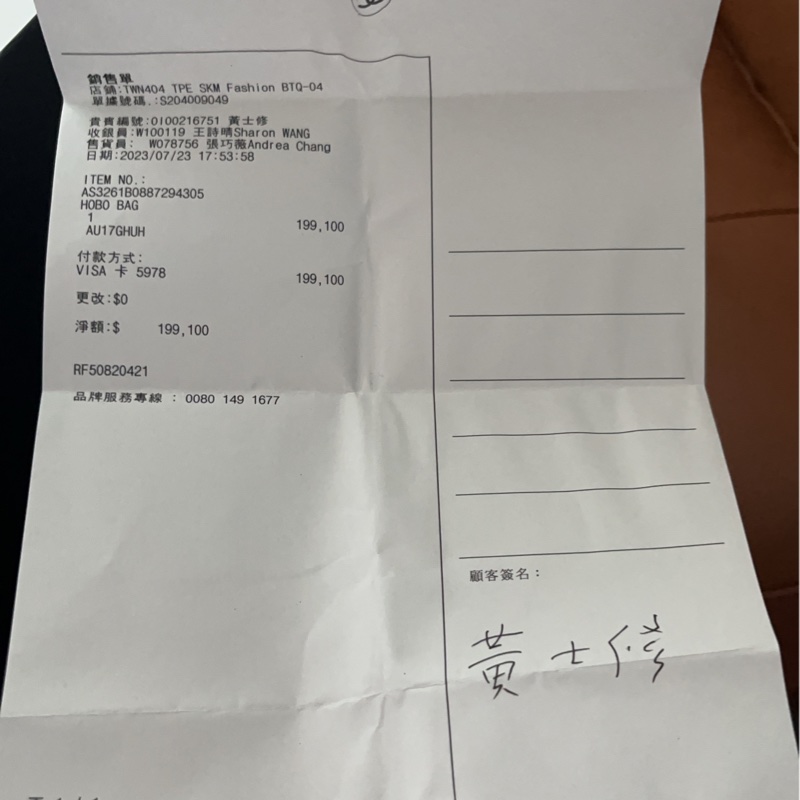 銷售單
店鋪:TWN404 TPE SKM Fashion BTQ-04
單據號碼.:S204009049
貴賓編號:0100216751 黃士修
收銀員:W100119 王詩晴Sharon WANG
售貨員: W078756 張巧薇Andrea Chang
日期:2023/07/23 17:53:58
ITEM NO.:
AS3261B0887294305
HOBO BAG
1 199,100
AU17GHUH
付款方式:
VISA 卡 5978 199,100
更改:$0
淨額:$ 199,100
RF50820421
品牌服務專線 : 0080 149 1677
顧客簽名:
黃士修